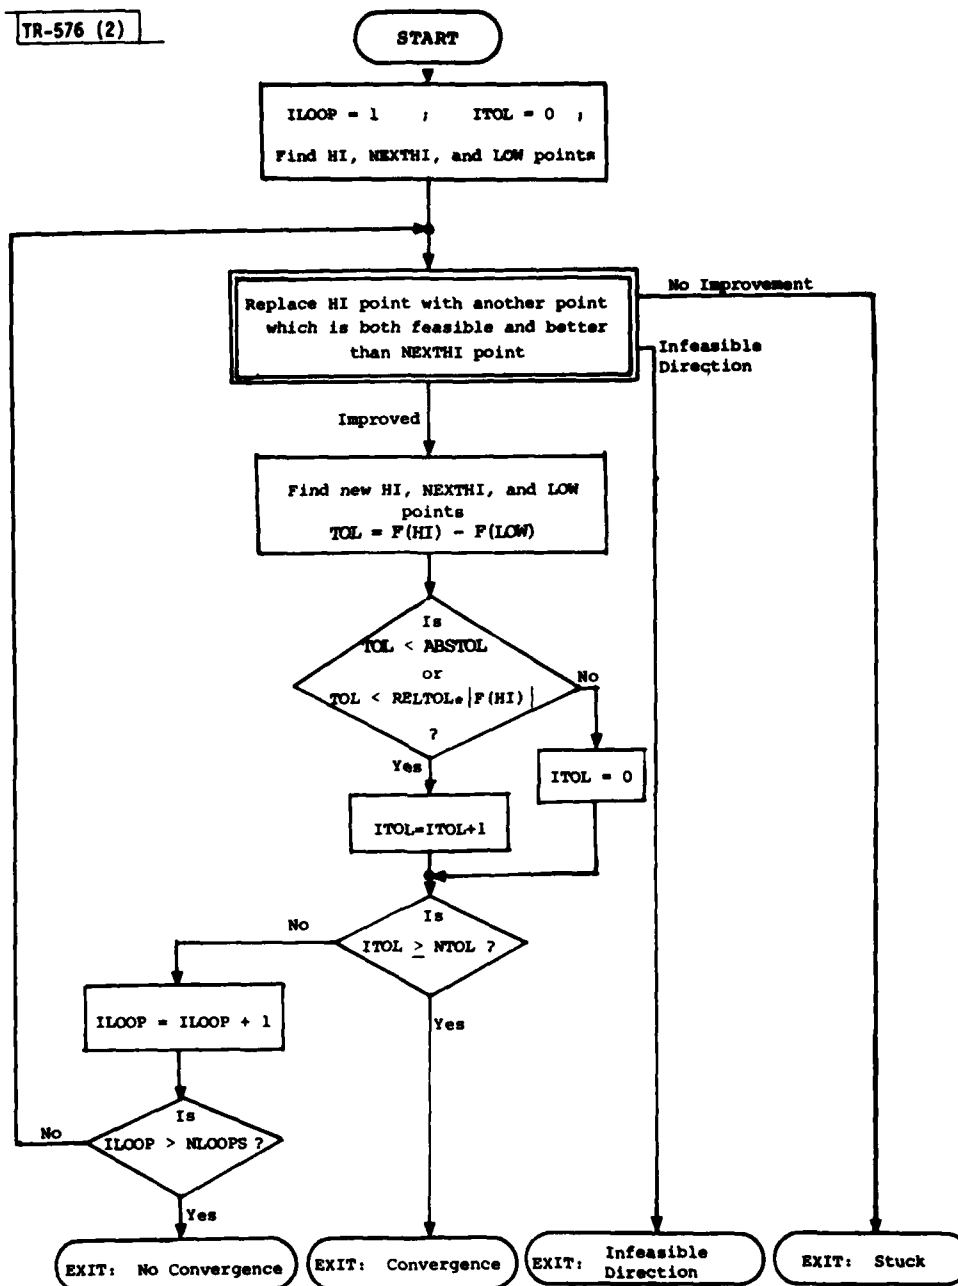 TR-576 (2)
START
ILOOP = 1 ; ITOL = 0 ;
Find HI, NEXTHI, and LOW points
Replace HI point with another point
which is both feasible and better
than NEXTHI point
No Improvement
Infeasible
Direction
Improved
Find new HI, NEXTHI, and LOW
points
TOL = F(HI) - F(LOW)
Is
TOL < ABSTOL
or
TOL < RELTOL*|F(HI)|
?
No
Yes
ITOL = 0
ITOL=ITOL+1
Is
ITOL ≥ NTOL ?
No
Yes
ILOOP = ILOOP + 1
Is
ILOOP > NLOOPS ?
No
Yes
EXIT: No Convergence
EXIT: Convergence
EXIT: Infeasible
Direction
EXIT: Stuck